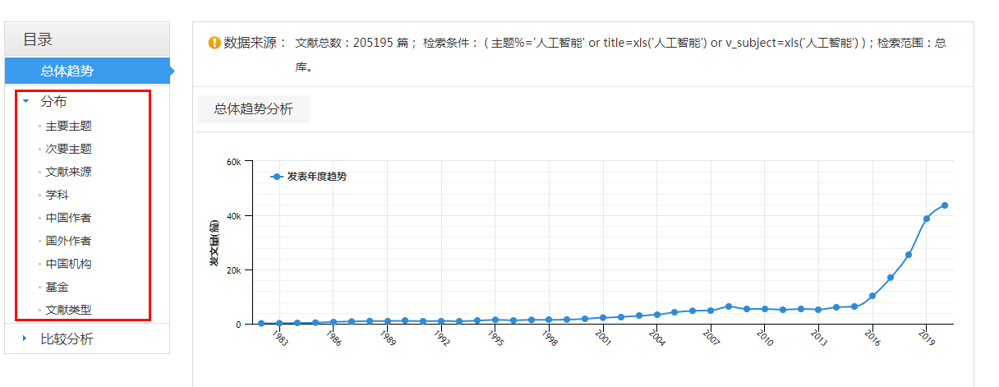 目录
总体趋势
分布
主要主题
次要主题
文献来源
学科
中国作者
国外作者
中国机构
基金
文献类型
比较分析
数据来源： 文献总数：205195 篇； 检索条件： ( 主题%='人工智能' or title=xls('人工智能') or v_subject=xls('人工智能') )；检索范围：总
库。
总体趋势分析
发表年度趋势
发文量(篇)
60k
40k
20k
0
1983 1986 1989 1992 1995 1998 2001 2004 2007 2010 2013 2016 2019